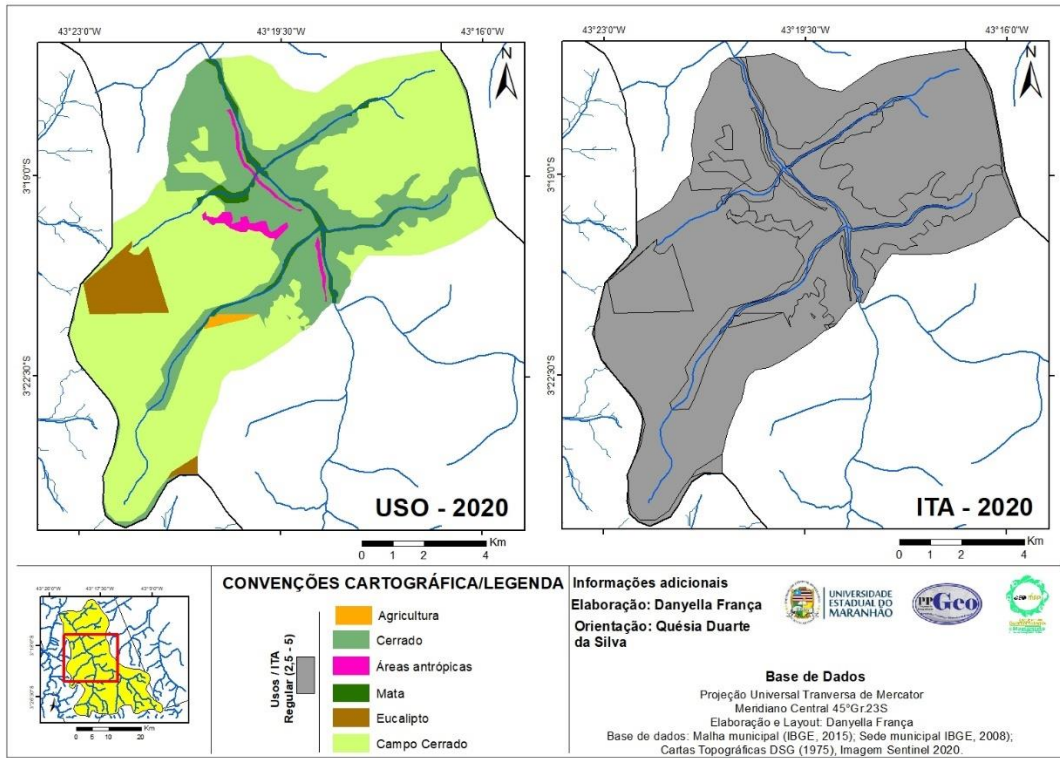 43°23'0"W 43°19'30"W 43°16'0"W
43°23'0"W 43°19'30"W 43°16'0"W
N
N
3°19'0"S
3°22'30"S
3°19'0"S
3°22'30"S
USO - 2020
ITA - 2020
Km
0 1 2 4
Km
0 1 2 4
CONVENÇÕES CARTOGRÁFICA/LEGENDA
Usos / ITA
Regular (2,5 - 5)
Agricultura
Cerrado
Áreas antrópicas
Mata
Eucalipto
Campo Cerrado
Km
0 5 10 20
Informações adicionais
Elaboração: Danyella França
Orientação: Quésia Duarte
da Silva
UNIVERSIDADE
ESTADUAL DO
MARANHÃO
PPGeo
Base de Dados
Projeção Universal Tranversa de Mercator
Meridiano Central 45°Gr.23S
Elaboração e Layout: Danyella França
Base de dados: Malha municipal (IBGE, 2015); Sede municipal IBGE, 2008);
Cartas Topográficas DSG (1975), Imagem Sentinel 2020.